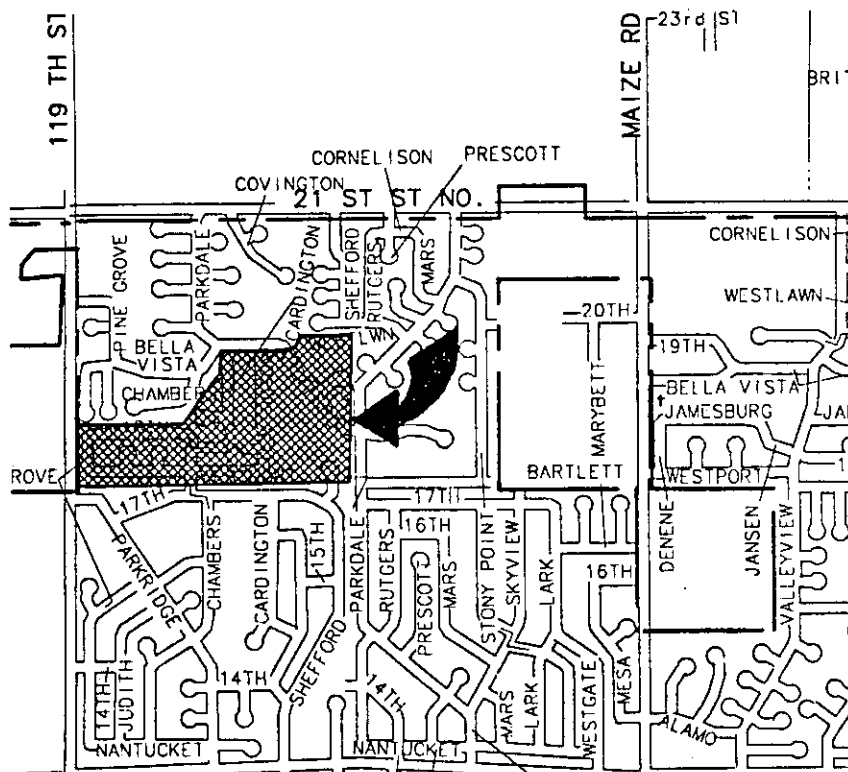 119 TH ST
MAIZE RD
23rd ST
CORNELISON
PRESCOTT
COVINGTON
21 ST ST NO.
PINE GROVE
PARKDALE
CARDINGTON
SHEFFORD
RUTGERS
MARS
CORNELISON
WESTLAWN
20TH
LWN
BELLA
VISTA
19TH
CHAMBER
MARYBETT
BELLA VISTA
JAMESBURG
ROVE
BARTLETT
WESTPORT
17TH
17TH
16TH
PARKRIDGE
CHAMBERS
CARDINGTON
15TH
PARKDALE
RUTGERS
PRESCOTT
MARS
STONY POINT
SKYVIEW
LARK
16TH
DENENE
JANSEN
VALLEYVIEW
14TH
JUDITH
14TH
SHEFFORD
14TH
MARS
LARK
WESTGATE
MESA
ALAMO
NANTUCKET
NANTUCKET